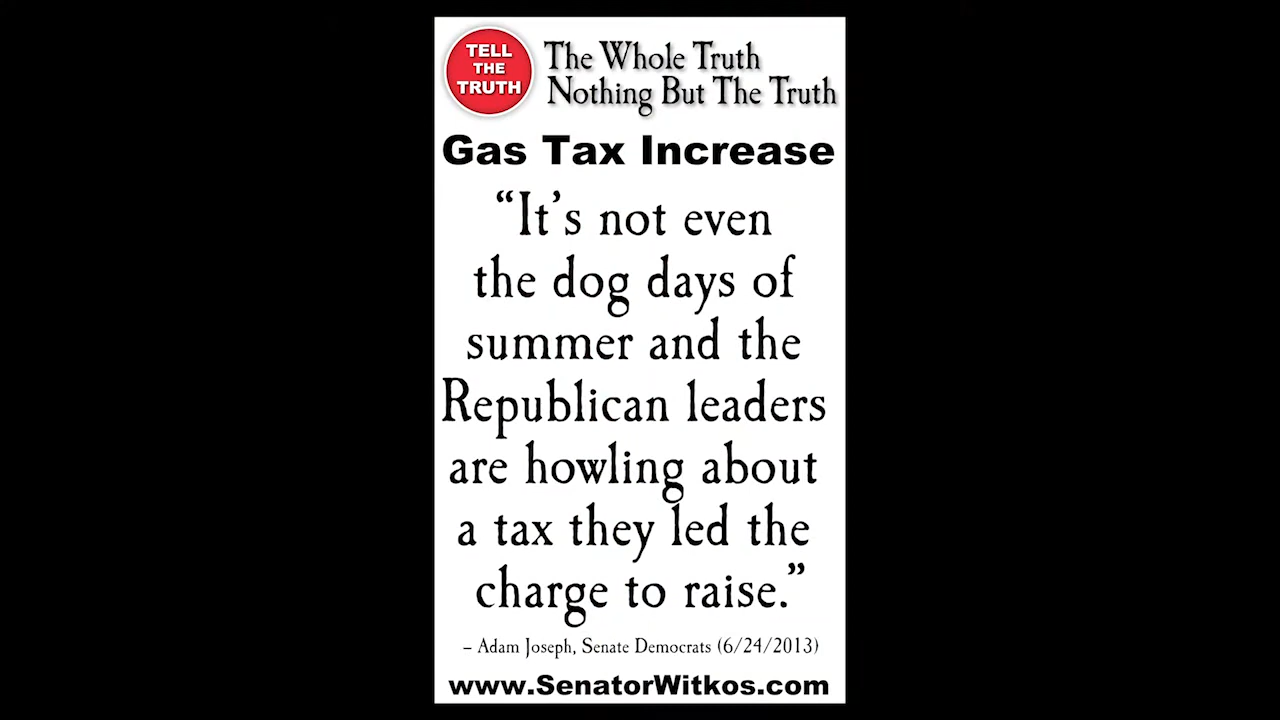 TELL
THE
TRUTH
The Whole Truth
Nothing But The Truth
Gas Tax Increase
“It’s not even
the dog days of
summer and the
Republican leaders
are howling about
a tax they led the
charge to raise.”
– Adam Joseph, Senate Democrats (6/24/2013)
www.SenatorWitkos.com